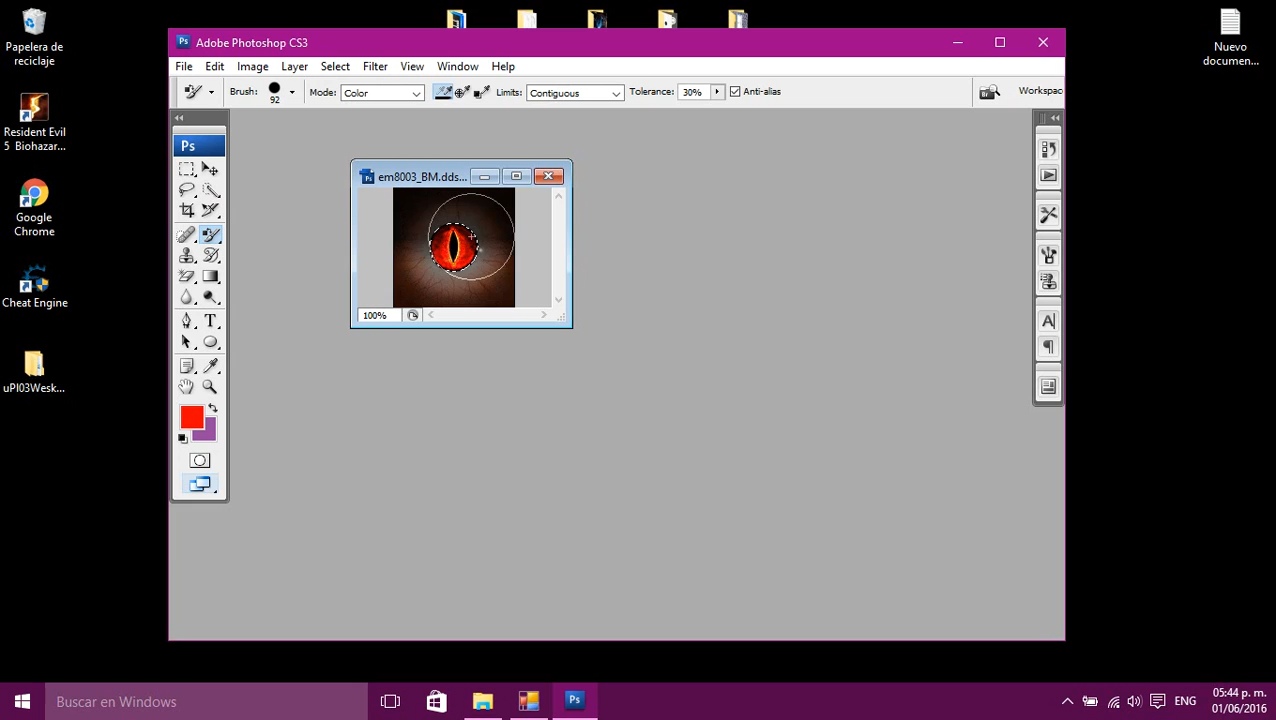 Papelera de
reciclaje
Nuevo
documen...
Resident Evil
5 Biohazar...
Google
Chrome
Cheat Engine
uPI03Wesk...
Ps
Adobe Photoshop CS3
File
Edit
Image
Layer
Select
Filter
View
Window
Help
Brush:
92
Mode:
Color
Limits:
Contiguous
Tolerance:
30%
Anti-alias
Workspac
Ps
T
A
em8003_BM.dds...
100%
Buscar en Windows
Ps
ENG
05:44 p. m.
01/06/2016